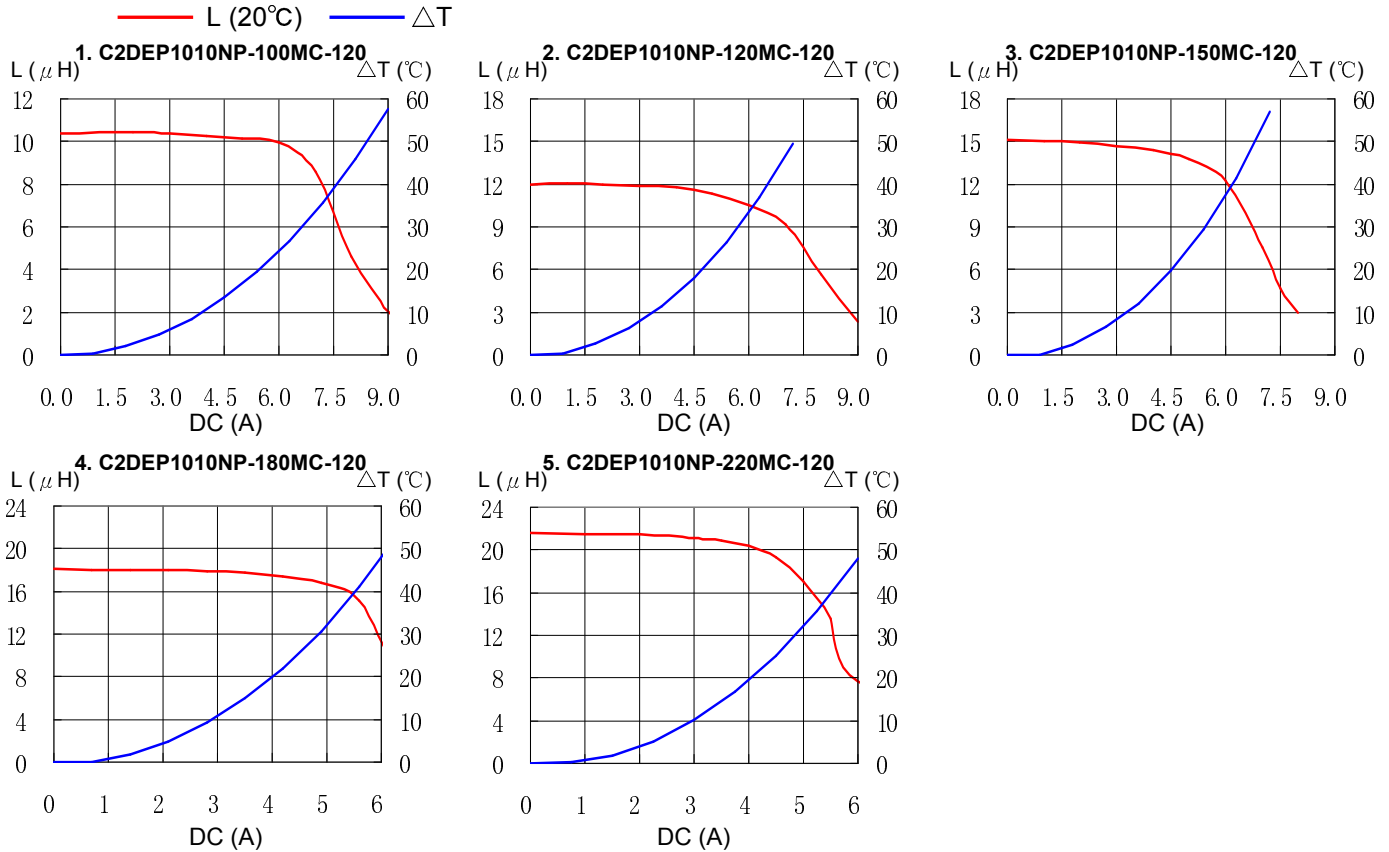 L (20℃) △T
1. C2DEP1010NP-100MC-120
L (μH) △T (℃)
12 60
10 50
8 40
6 30
4 20
2 10
0 0
0.0 1.5 3.0 4.5 6.0 7.5 9.0
DC (A)
2. C2DEP1010NP-120MC-120
L (μH) △T (℃)
18 60
15 50
12 40
9 30
6 20
3 10
0 0
0.0 1.5 3.0 4.5 6.0 7.5 9.0
DC (A)
3. C2DEP1010NP-150MC-120
L (μH) △T (℃)
18 60
15 50
12 40
9 30
6 20
3 10
0 0
0.0 1.5 3.0 4.5 6.0 7.5 9.0
DC (A)
4. C2DEP1010NP-180MC-120
L (μH) △T (℃)
24 60
20 50
16 40
12 30
8 20
4 10
0 0
0 1 2 3 4 5 6
DC (A)
5. C2DEP1010NP-220MC-120
L (μH) △T (℃)
24 60
20 50
16 40
12 30
8 20
4 10
0 0
0 1 2 3 4 5 6
DC (A)